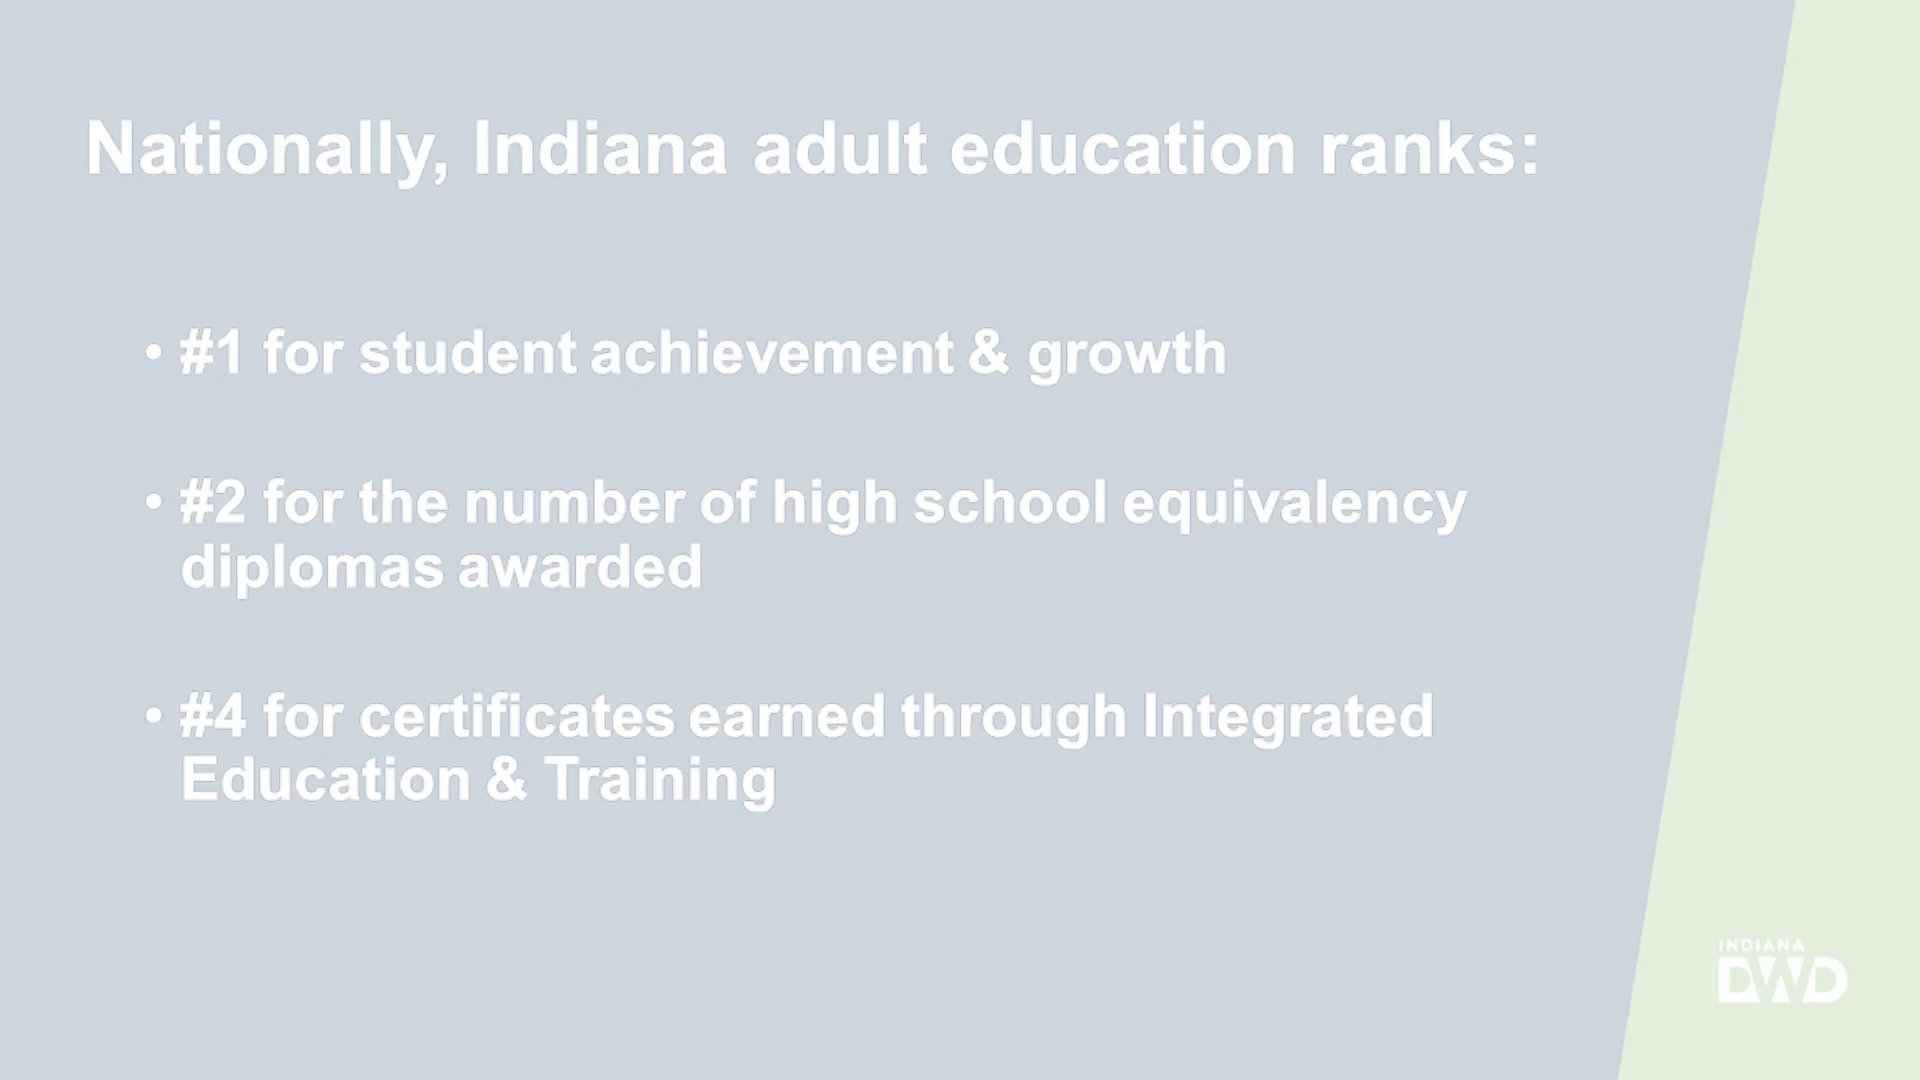 Nationally, Indiana adult education ranks:
• #1 for student achievement & growth
• #2 for the number of high school equivalency
diplomas awarded
• #4 for certificates earned through Integrated
Education & Training
INDIANA
DWD